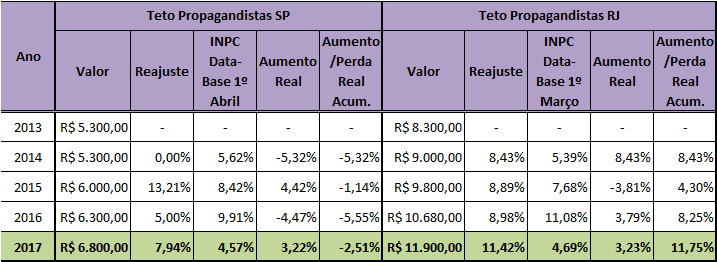 Ano Teto Propagandistas SP Teto Propagandistas RJ
Valor Reajuste INPC Data-Base 1º Abril Aumento Real Aumento/Perda Real Acum. Valor Reajuste INPC Data-Base 1º Março Aumento Real Aumento/Perda Real Acum.
2013 R$ 5.300,00 - - - - R$ 8.300,00 - - - -
2014 R$ 5.300,00 0,00% 5,62% -5,32% -5,32% R$ 9.000,00 8,43% 5,39% 8,43% 8,43%
2015 R$ 6.000,00 13,21% 8,42% 4,42% -1,14% R$ 9.800,00 8,89% 7,68% -3,81% 4,30%
2016 R$ 6.300,00 5,00% 9,91% -4,47% -5,55% R$ 10.680,00 8,98% 11,08% 3,79% 8,25%
2017 R$ 6.800,00 7,94% 4,57% 3,22% -2,51% R$ 11.900,00 11,42% 4,69% 3,23% 11,75%